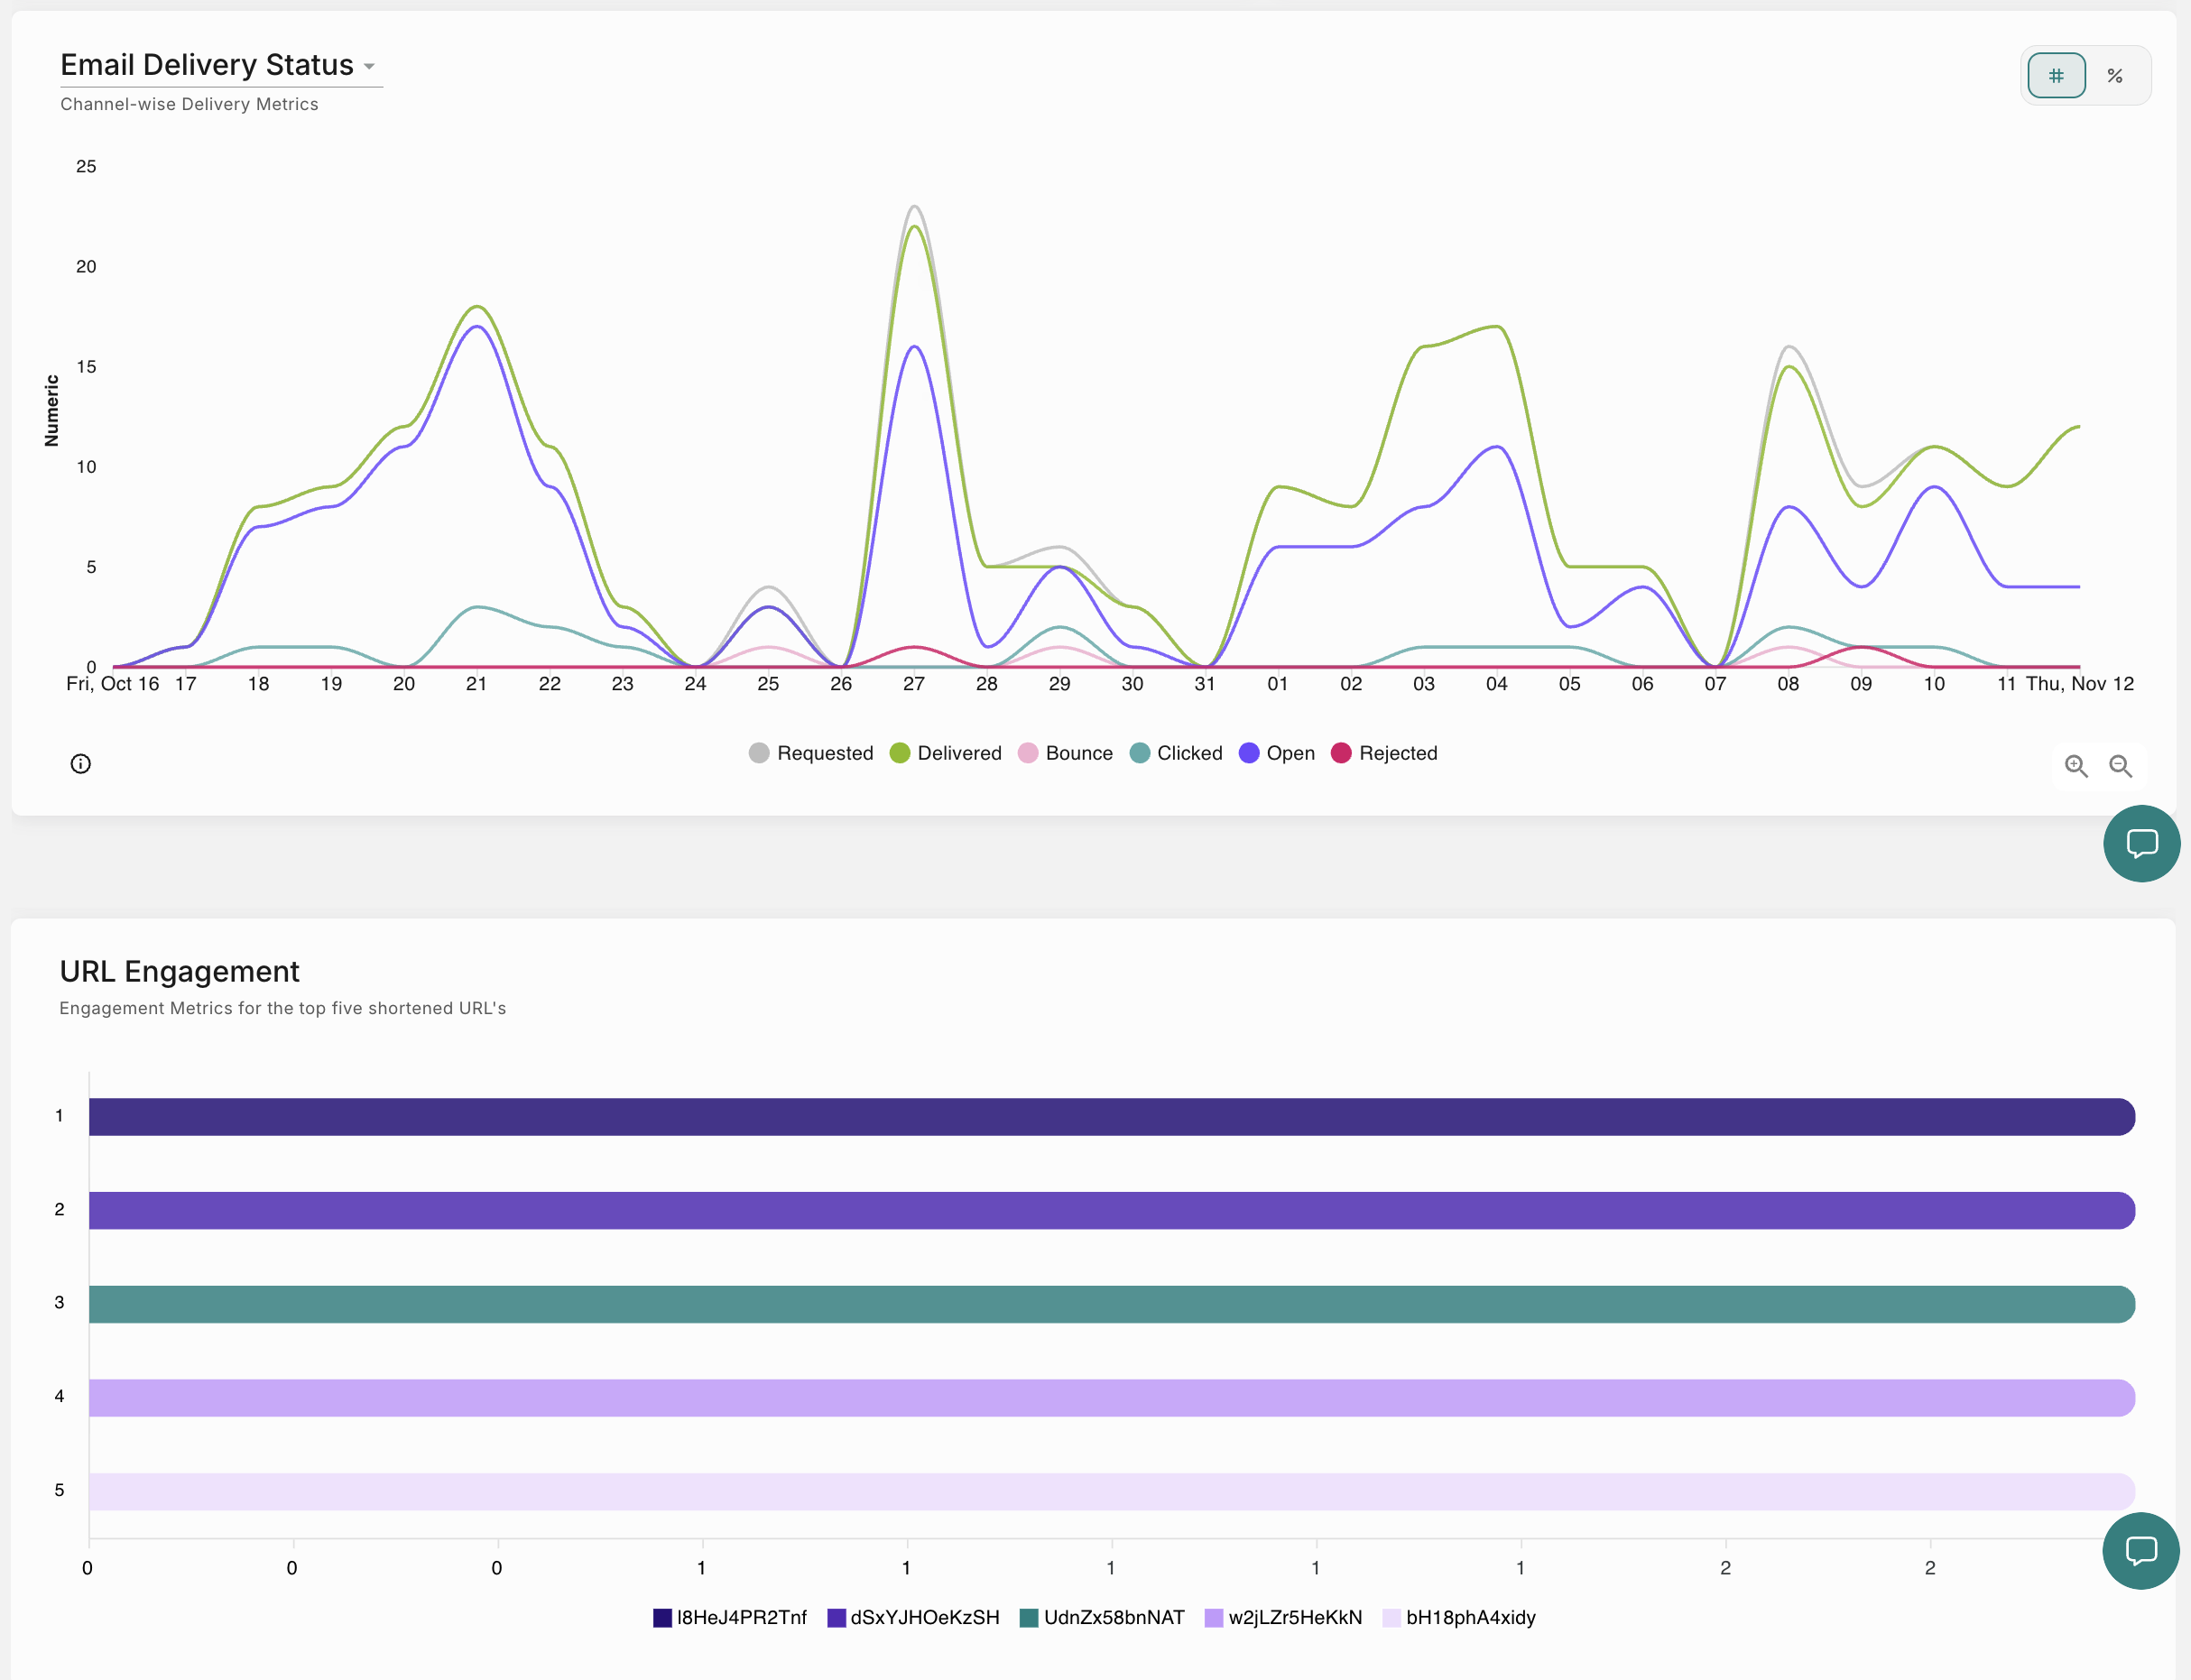 Email Delivery Status
Channel-wise Delivery Metrics
# %
25
20
15
10
5
0
Numeric
Fri, Oct 16 17 18 19 20 21 22 23 24 25 26 27 28 29 30 31 01 02 03 04 05 06 07 08 09 10 11 Thu, Nov 12
Requested Delivered Bounce Clicked Open Rejected
URL Engagement
Engagement Metrics for the top five shortened URL's
1
2
3
4
5
0 0 0 1 1 1 1 1 2 2
l8HeJ4PR2Tnf dSxYJHOeKzSH UdnZx58bnNAT w2jLZr5HeKkN bH18phA4xidy